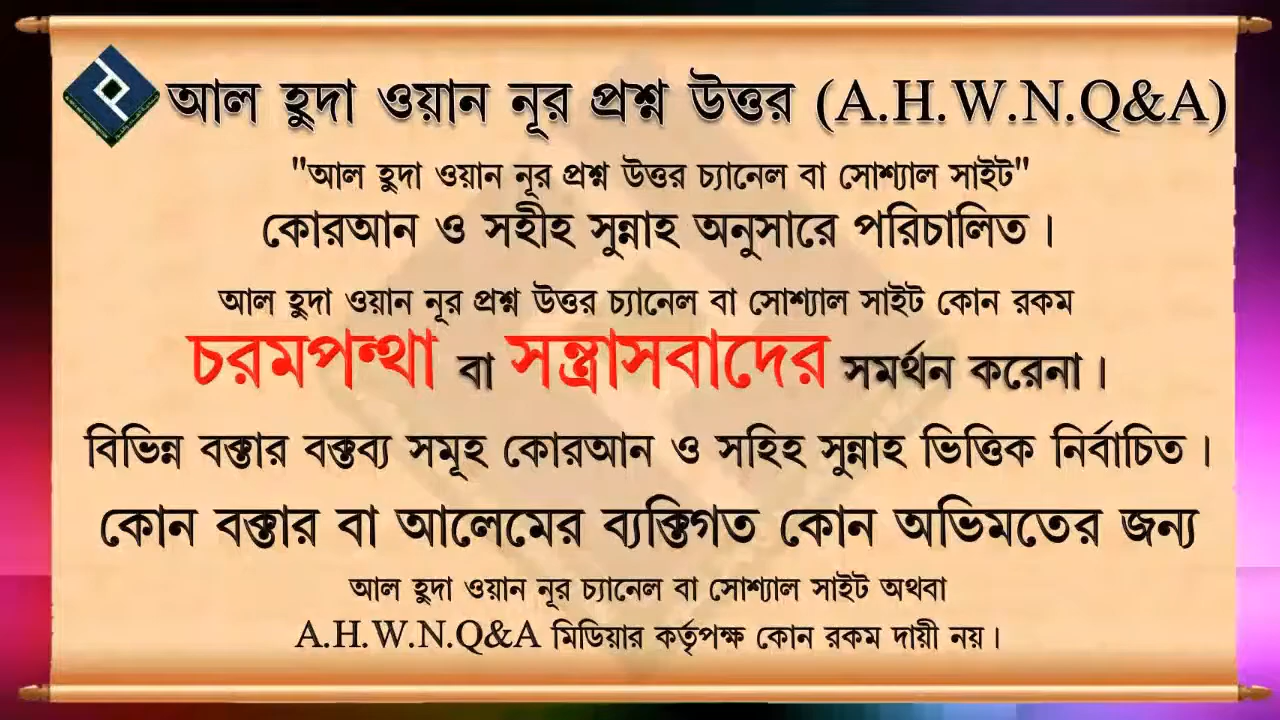 আল হুদা ওয়ান নূর প্রশ্ন উত্তর (A.H.W.N.Q&A)
"আল হুদা ওয়ান নূর প্রশ্ন উত্তর চ্যানেল বা সোশ্যাল সাইট"
কোরআন ও সহীহ সুন্নাহ অনুসারে পরিচালিত।
আল হুদা ওয়ান নূর প্রশ্ন উত্তর চ্যানেল বা সোশ্যাল সাইট কোন রকম
চরমপন্থা বা সন্ত্রাসবাদের সমর্থন করেনা।
বিভিন্ন বক্তার বক্তব্য সমূহ কোরআন ও সহিহ সুন্নাহ ভিত্তিক নির্বাচিত।
কোন বক্তার বা আলেমের ব্যক্তিগত কোন অভিমতের জন্য
আল হুদা ওয়ান নূর চ্যানেল বা সোশ্যাল সাইট অথবা
A.H.W.N.Q&A মিডিয়ার কর্তৃপক্ষ কোন রকম দায়ী নয়।